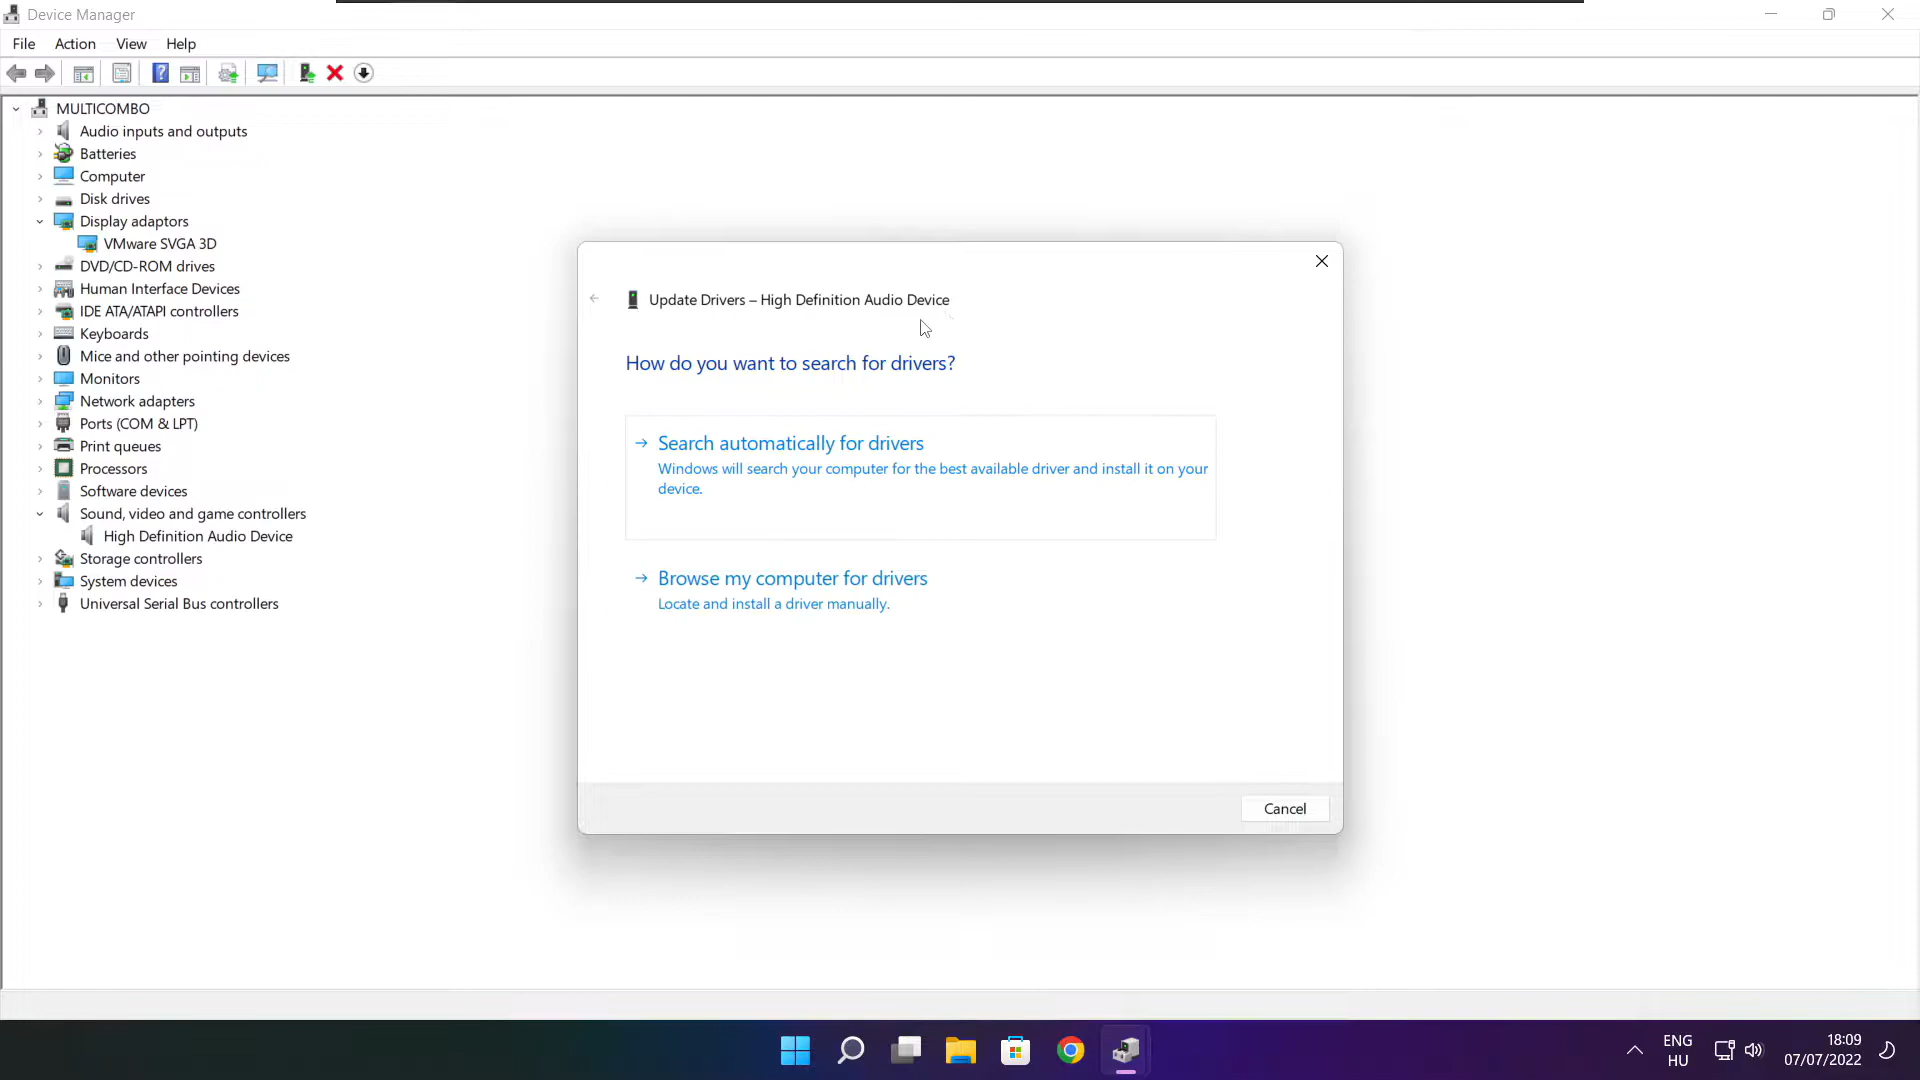 Device Manager
File Action View Help
MULTICOMBO
Audio inputs and outputs
Batteries
Computer
Disk drives
Display adaptors
VMware SVGA 3D
DVD/CD-ROM drives
Human Interface Devices
IDE ATA/ATAPI controllers
Keyboards
Mice and other pointing devices
Monitors
Network adapters
Ports (COM & LPT)
Print queues
Processors
Software devices
Sound, video and game controllers
High Definition Audio Device
Storage controllers
System devices
Universal Serial Bus controllers
Update Drivers – High Definition Audio Device
How do you want to search for drivers?
Search automatically for drivers
Windows will search your computer for the best available driver and install it on your
device.
Browse my computer for drivers
Locate and install a driver manually.
Cancel
ENG
HU
18:09
07/07/2022